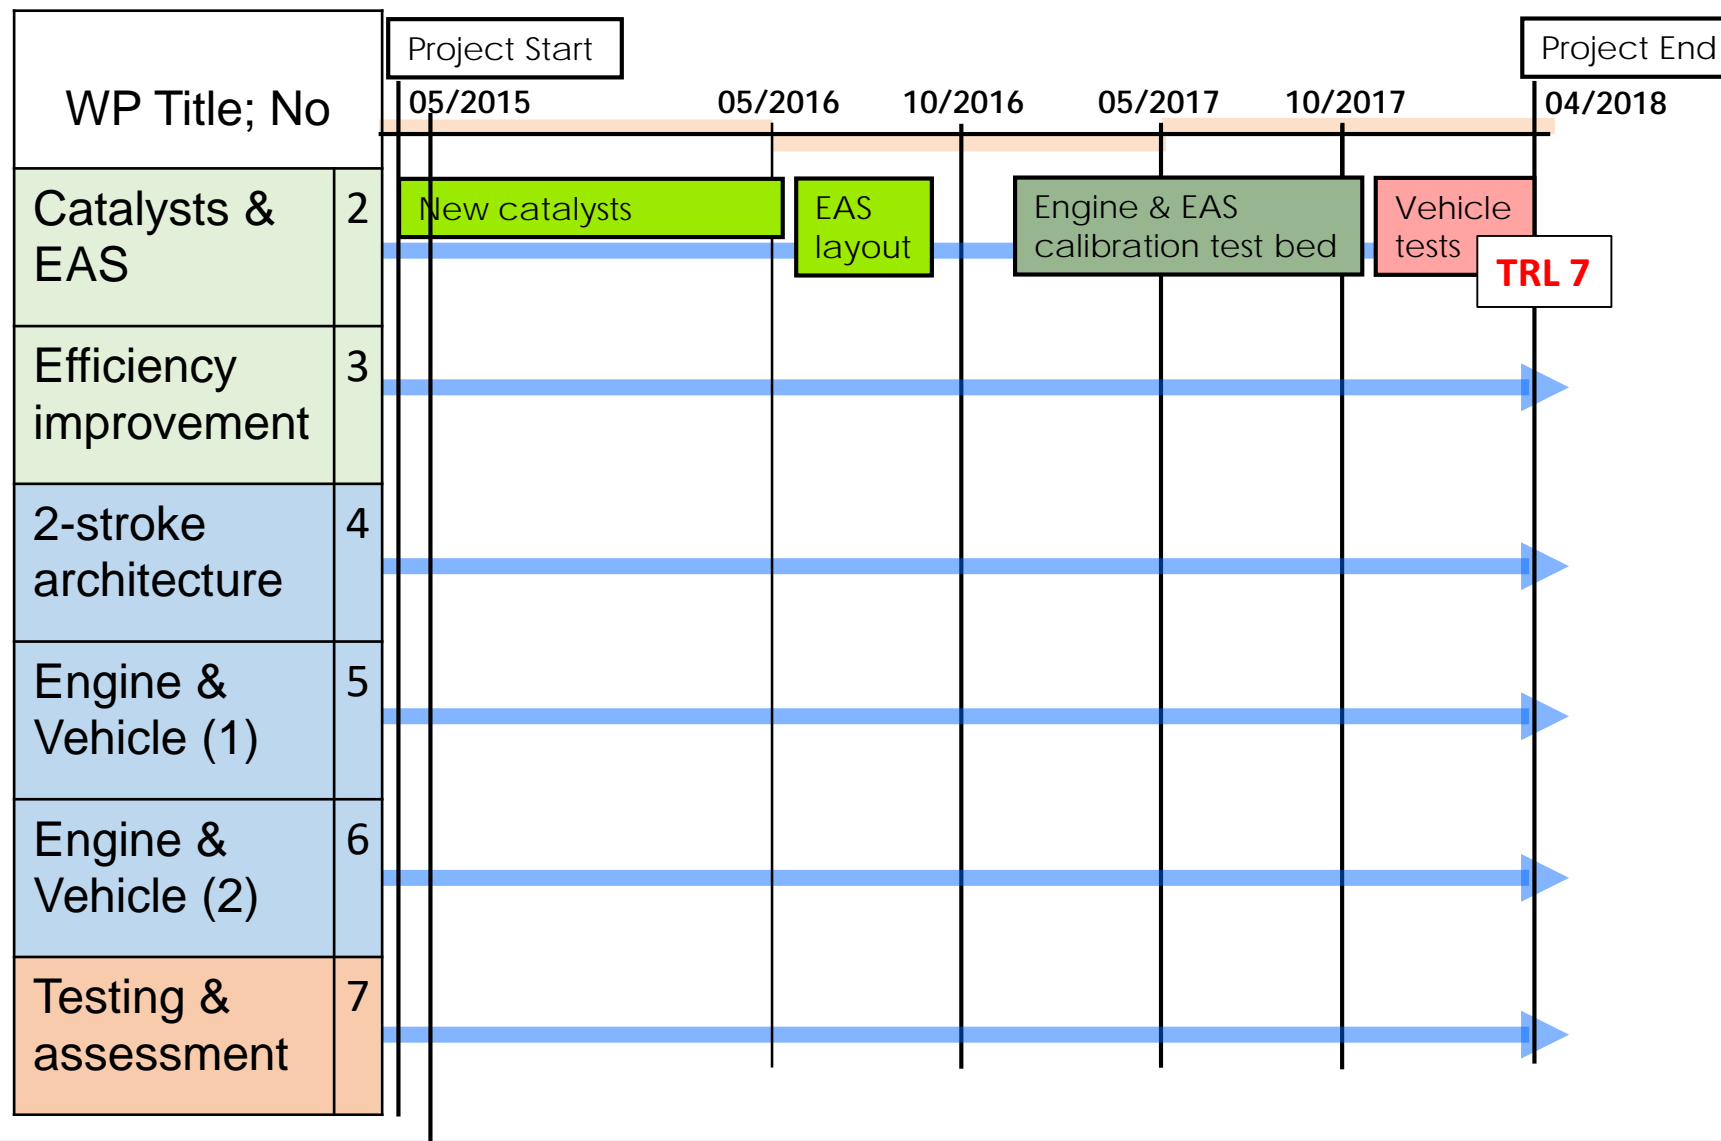 Project Start
Project End
WP Title; No
05/2015
05/2016
10/2016
05/2017
10/2017
04/2018
Catalysts &
EAS
2
New catalysts
EAS
layout
Engine & EAS
calibration test bed
Vehicle
tests
TRL 7
Efficiency
improvement
3
2-stroke
architecture
4
Engine &
Vehicle (1)
5
Engine &
Vehicle (2)
6
Testing &
assessment
7